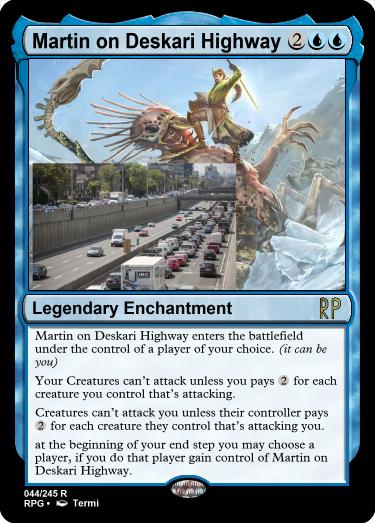 Martin on Deskari Highway 2
Legendary Enchantment RP
Martin on Deskari Highway enters the battlefield
under the control of a player of your choice. (it can be
you)
Your Creatures can't attack unless you pays 2 for each
creature you control that's attacking.
Creatures can't attack you unless their controller pays
2 for each creature they control that's attacking you.
at the beginning of your end step you may choose a
player, if you do that player gain control of Martin on
Deskari Highway.
044/245 R
RPG • Termi